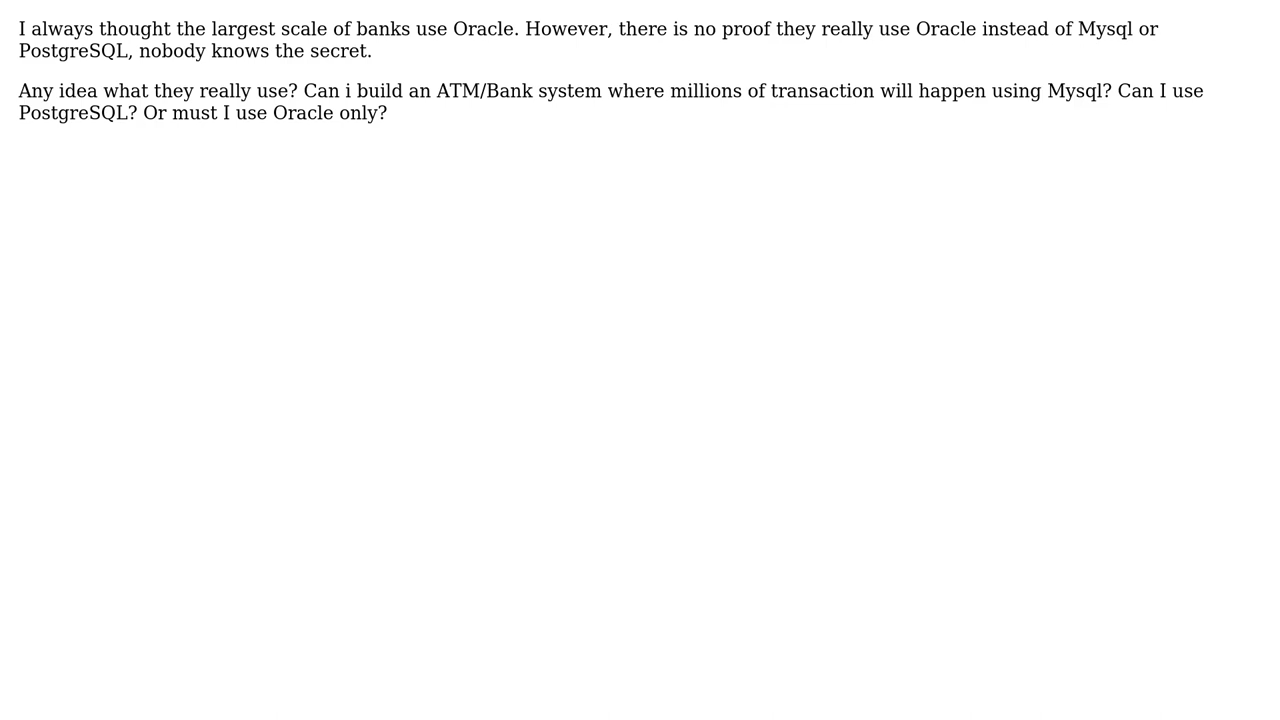 I always thought the largest scale of banks use Oracle. However, there is no proof they really use Oracle instead of Mysql or
PostgreSQL, nobody knows the secret.
Any idea what they really use? Can i build an ATM/Bank system where millions of transaction will happen using Mysql? Can I use
PostgreSQL? Or must I use Oracle only?